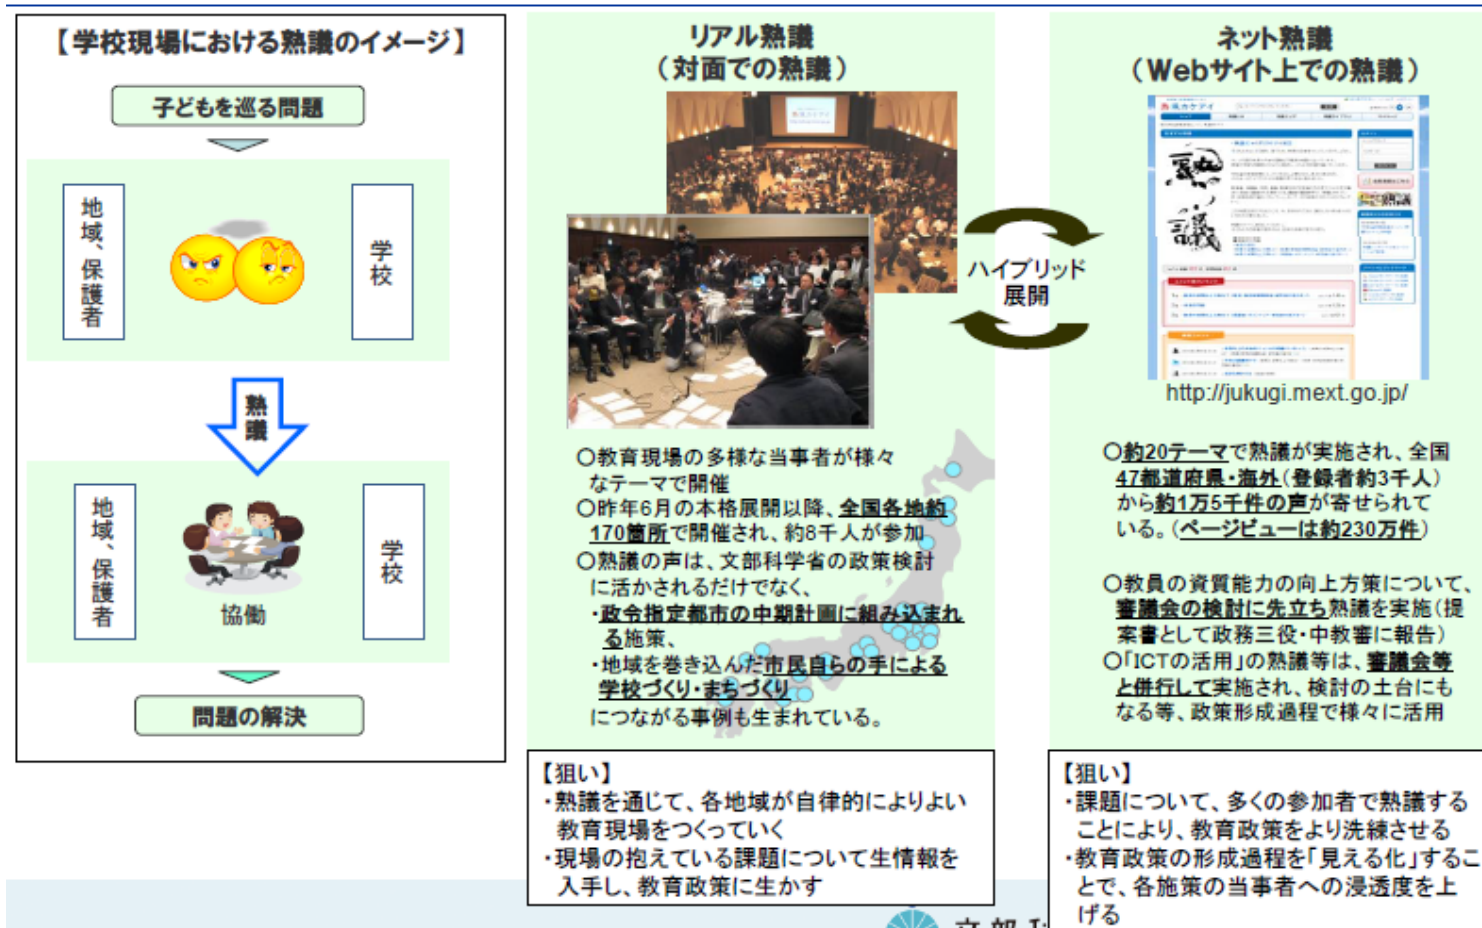 【学校現場における熟議のイメージ】
子どもを巡る問題
地域、保護者
学校
熟議
地域、保護者
学校
協働
問題の解決
リアル熟議
（対面での熟議）
ハイブリッド
展開
〇教育現場の多様な当事者が様々
なテーマで開催
〇昨年6月の本格展開以降、全国各地約
170箇所で開催され、約8千人が参加
〇熟議の声は、文部科学省の政策検討
に活かされるだけでなく、
・政令指定都市の中期計画に組み込まれ
る施策、
・地域を巻き込んだ市民自らの手による
学校づくり・まちづくり
につながる事例も生まれている。
【狙い】
・熟議を通じて、各地域が自律的によりよい
教育現場をつくっていく
・現場の抱えている課題について生情報を
入手し、教育政策に生かす
ネット熟議
（Webサイト上での熟議）
熟議カケアイ
熟議
http://jukugi.mext.go.jp/
〇約20テーマで熟議が実施され、全国
47都道府県・海外（登録者約3千人）
から約1万5千件の声が寄せられて
いる。（ページビューは約230万件）
〇教員の資質能力の向上方策について、
審議会の検討に先立ち熟議を実施（提
案書として政務三役・中教審に報告）
〇「ICTの活用」の熟議等は、審議会等
と併行して実施され、検討の土台にも
なる等、政策形成過程で様々に活用
【狙い】
・課題について、多くの参加者で熟議する
ことにより、教育政策をより洗練させる
・教育政策の形成過程を「見える化」するこ
とで、各施策の当事者への浸透度を上
げる